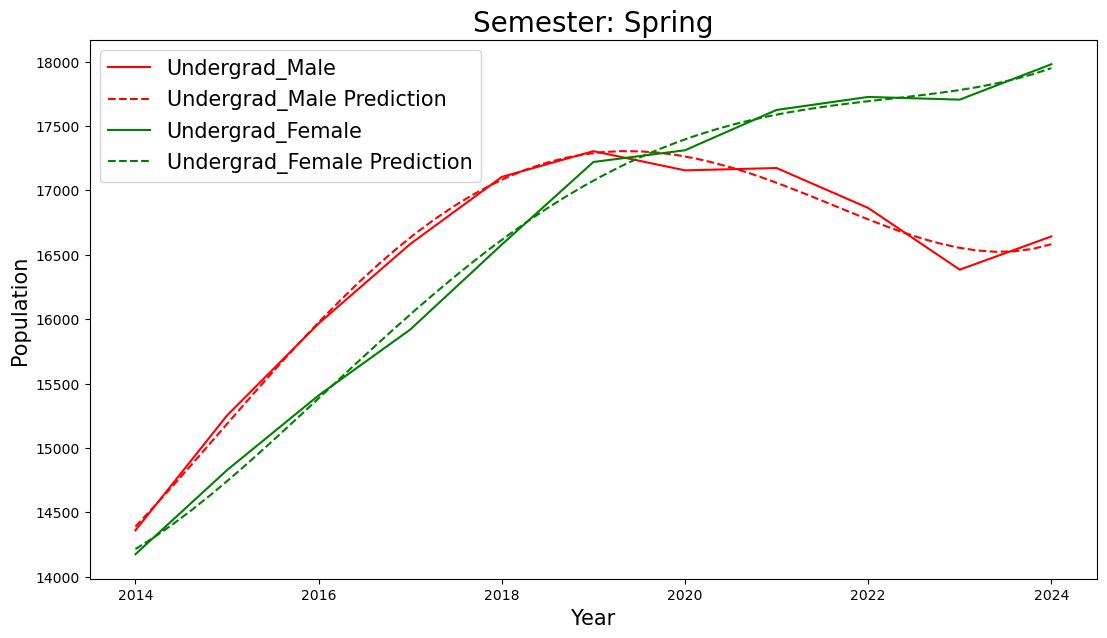 Semester: Spring
Undergrad_Male
Undergrad_Male Prediction
Undergrad_Female
Undergrad_Female Prediction
Population
18000
17500
17000
16500
16000
15500
15000
14500
14000
2014 2016 2018 2020 2022 2024
Year